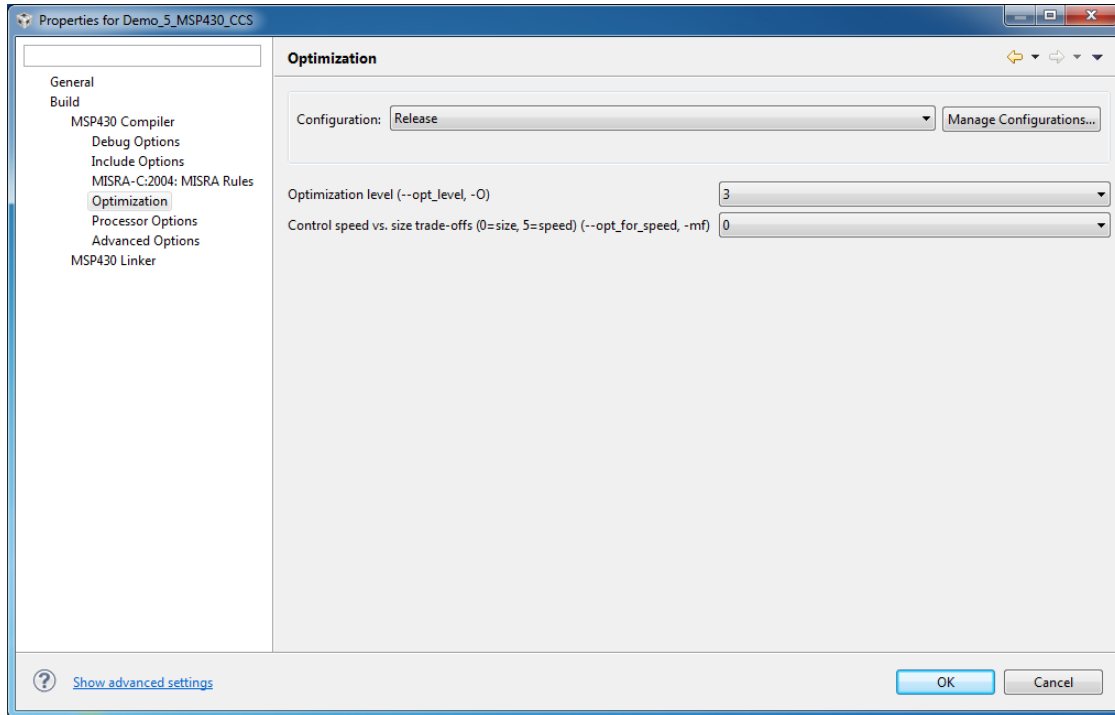 Properties for Demo_5_MSP430_CCS
General
Build
MSP430 Compiler
Debug Options
Include Options
MISRA-C:2004: MISRA Rules
Optimization
Processor Options
Advanced Options
MSP430 Linker
Optimization
Configuration: Release Manage Configurations...
Optimization level (--opt_level, -O) 3
Control speed vs. size trade-offs (0=size, 5=speed) (--opt_for_speed, -mf) 0
? Show advanced settings OK Cancel